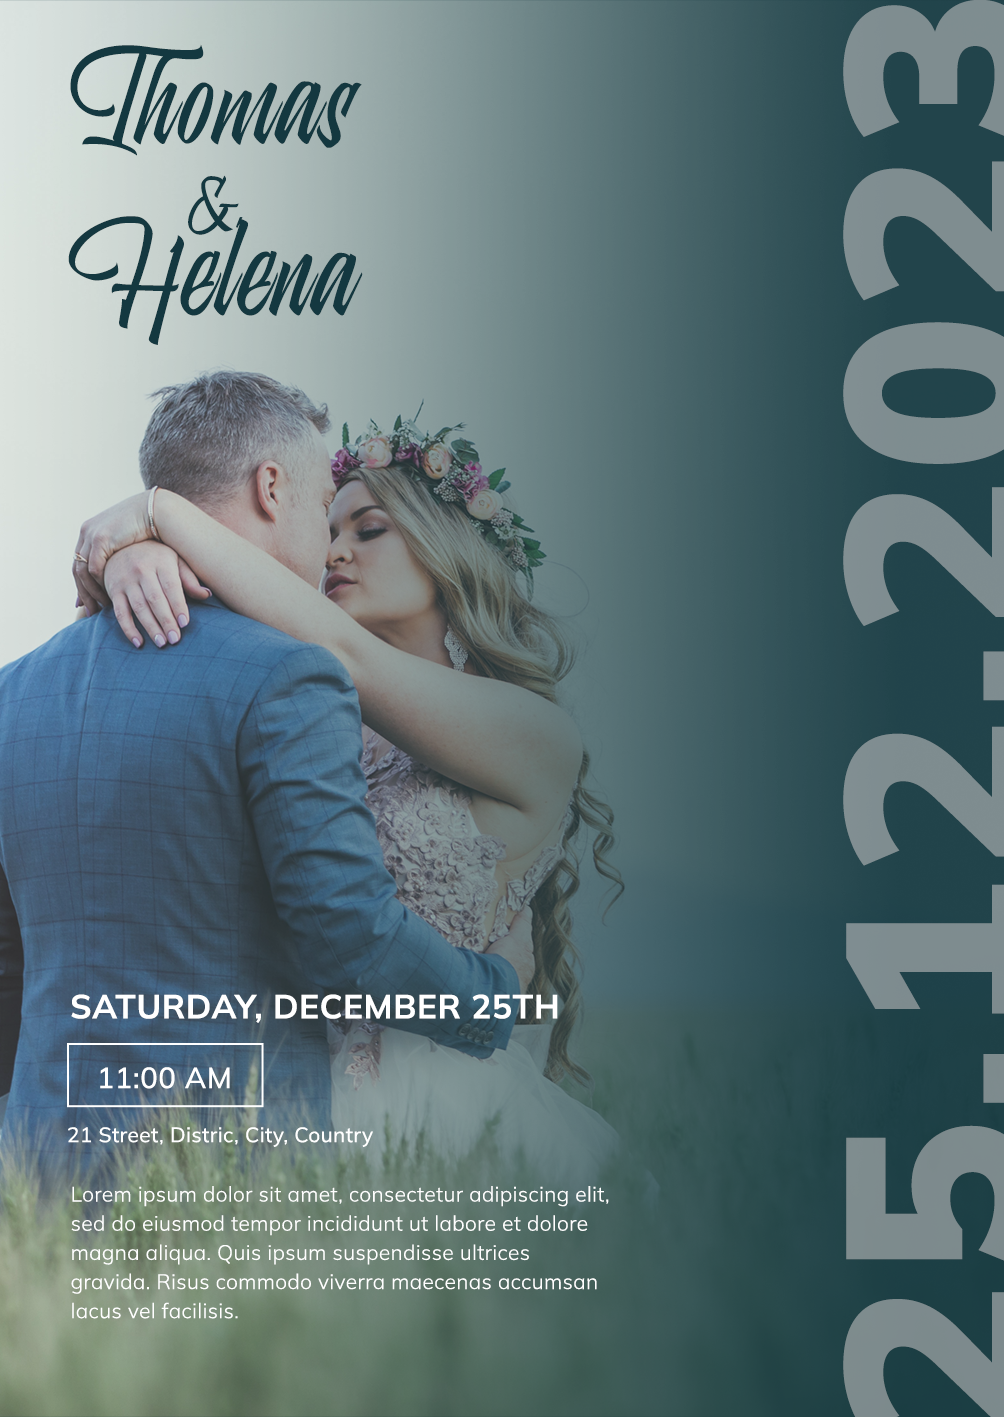 Thomas
&
Helena
25.12.2023
SATURDAY, DECEMBER 25TH
11:00 AM
21 Street, Distric, City, Country
Lorem ipsum dolor sit amet, consectetur adipiscing elit,
sed do eiusmod tempor incididunt ut labore et dolore
magna aliqua. Quis ipsum suspendisse ultrices
gravida. Risus commodo viverra maecenas accumsan
lacus vel facilisis.